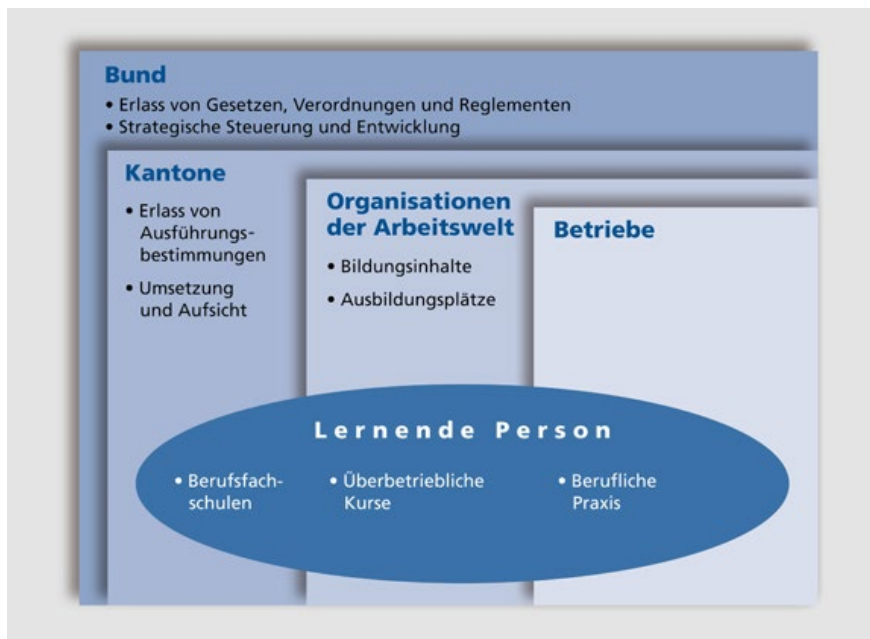 Bund
• Erlass von Gesetzen, Verordnungen und Reglementen
• Strategische Steuerung und Entwicklung
Kantone
• Erlass von
Ausführungs-
bestimmungen
• Umsetzung
und Aufsicht
Organisationen
der Arbeitswelt
• Bildungsinhalte
• Ausbildungsplätze
Betriebe
Lernende Person
• Berufsfach-
schulen
• Überbetriebliche
Kurse
• Berufliche
Praxis